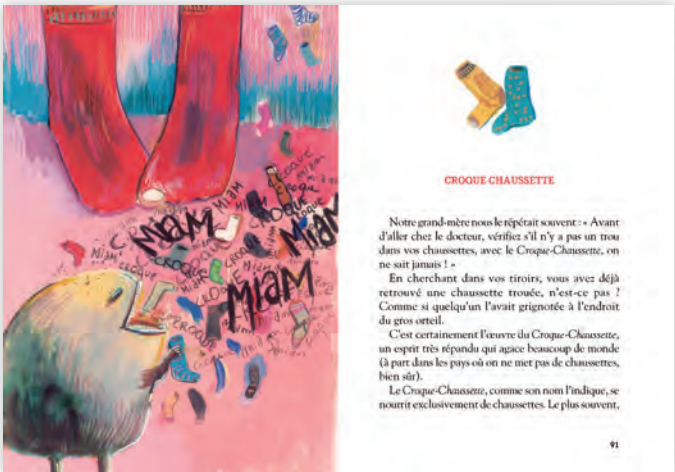 MIAM
MIAM
MIAM
CROQUE
CROQUE
CROQUE
CROQUE
CROQUE-CHAUSSETTE
Notre grand-mère nous le répétait souvent : « Avant
d'aller chez le docteur, vérifiez s'il n'y a pas un trou
dans vos chaussettes, avec le Croque-Chaussette, on
ne sait jamais ! »
En cherchant dans vos tiroirs, vous avez déjà
retrouvé une chaussette trouée, n'est-ce pas ?
Comme si quelqu'un l'avait grignotée à l'endroit
du gros orteil.
C'est certainement l'œuvre du Croque-Chaussette,
un esprit très répandu qui agace beaucoup de monde
(à part dans les pays où on ne met pas de chaussettes,
bien sûr).
Le Croque-Chaussette, comme son nom l'indique, se
nourrit exclusivement de chaussettes. Le plus souvent,
91